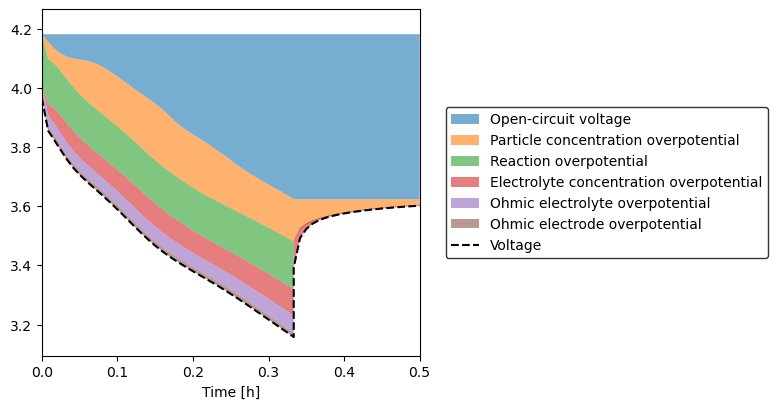 4.2
4.0
3.8
3.6
3.4
3.2
0.0 0.1 0.2 0.3 0.4 0.5
Time [h]
Open-circuit voltage
Particle concentration overpotential
Reaction overpotential
Electrolyte concentration overpotential
Ohmic electrolyte overpotential
Ohmic electrode overpotential
Voltage